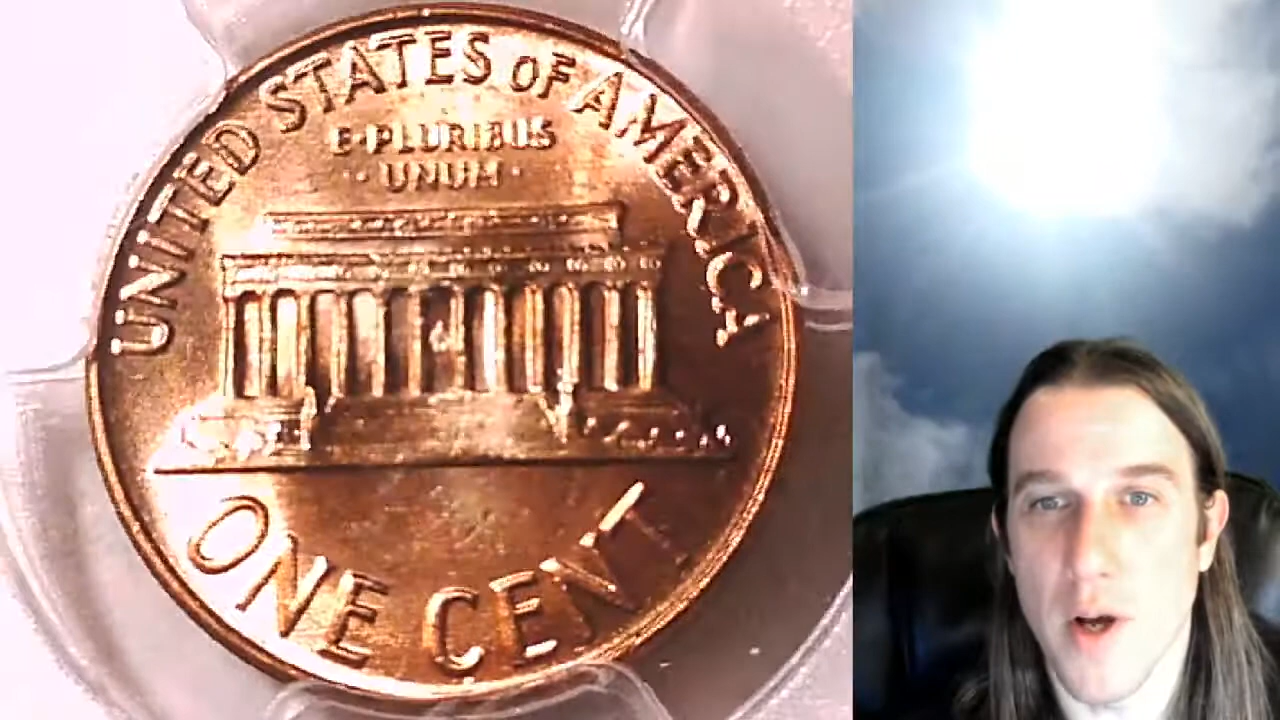 UNITED STATES OF AMERICA
E·PLURIBUS
·UNUM·
ONE CENT